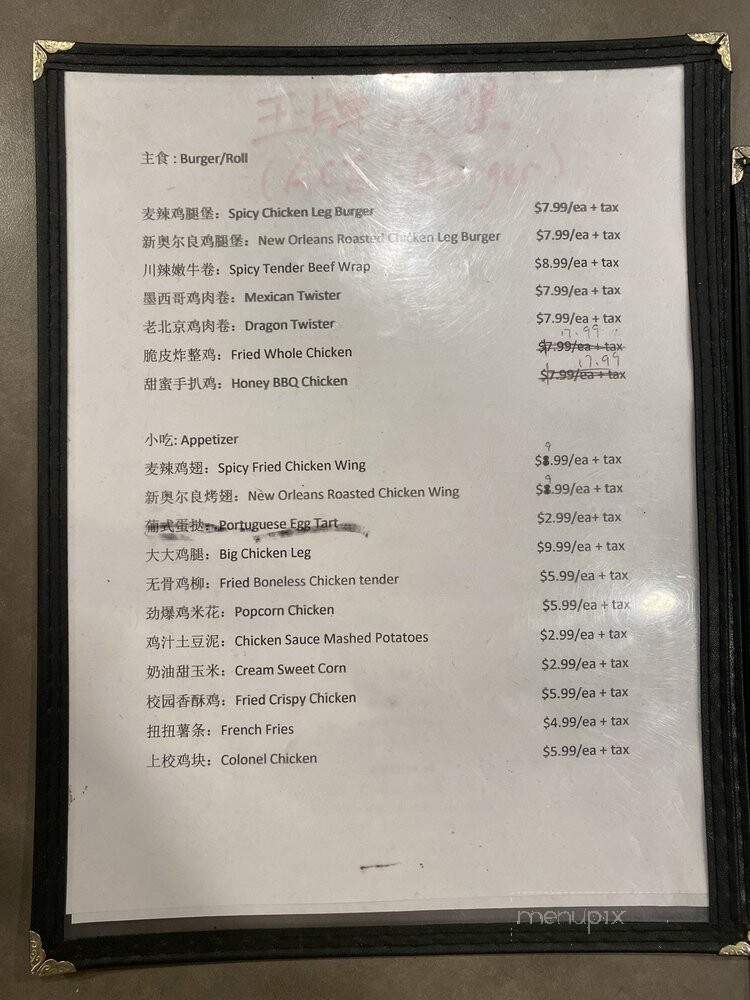 王牌汉堡
(ACE Burger)
主食 : Burger/Roll
麦辣鸡腿堡：Spicy Chicken Leg Burger $7.99/ea + tax
新奥尔良鸡腿堡：New Orleans Roasted Chicken Leg Burger $7.99/ea + tax
川辣嫩牛卷：Spicy Tender Beef Wrap $8.99/ea + tax
墨西哥鸡肉卷：Mexican Twister $7.99/ea + tax
老北京鸡肉卷：Dragon Twister $7.99/ea + tax
17.99
脆皮炸整鸡：Fried Whole Chicken $7.99/ea + tax
17.99
甜蜜手扒鸡：Honey BBQ Chicken $7.99/ea + tax
小吃: Appetizer
9
麦辣鸡翅：Spicy Fried Chicken Wing $8.99/ea + tax
9
新奥尔良烤翅：New Orleans Roasted Chicken Wing $8.99/ea + tax
葡式蛋挞：Portuguese Egg Tart $2.99/ea+ tax
大大鸡腿：Big Chicken Leg $9.99/ea + tax
无骨鸡柳：Fried Boneless Chicken tender $5.99/ea + tax
劲爆鸡米花：Popcorn Chicken $5.99/ea + tax
鸡汁土豆泥：Chicken Sauce Mashed Potatoes $2.99/ea + tax
奶油甜玉米：Cream Sweet Corn $2.99/ea + tax
校园香酥鸡：Fried Crispy Chicken $5.99/ea + tax
扭扭薯条：French Fries $4.99/ea + tax
上校鸡块：Colonel Chicken $5.99/ea + tax
menupix